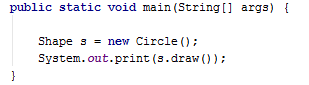 public static void main(String[] args) {
Shape s = new Circle();
System.out.print(s.draw());
}